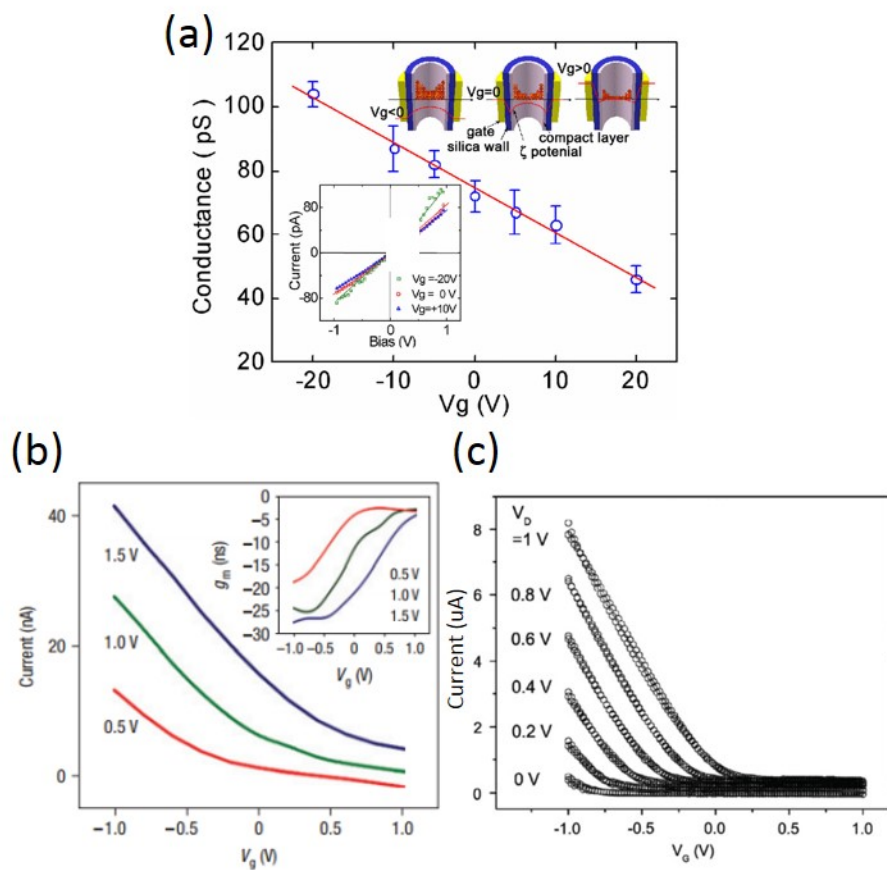 (a)
120
100
80
60
40
20
Conductance ( pS )
-20 -10 0 10 20
Vg (V)
Vg<0
Vg=0
Vg>0
gate
silica wall
compact layer
ζ potential
80
0
-80
Current (pA)
Vg =-20V
Vg = 0 V
Vg=+10V
-1 0 1
Bias (V)
(b)
40
20
0
Current (nA)
1.5 V
1.0 V
0.5 V
−1.0 −0.5 0 0.5 1.0
Vg (V)
0
−5
−10
−15
−20
−25
−30
gm (ns)
0.5 V
1.0 V
1.5 V
−1.0 −0.5 0 0.5 1.0
Vg (V)
(c)
8
6
4
2
0
Current (uA)
VD
=1 V
0.8 V
0.6 V
0.4 V
0.2 V
0 V
-1.0 -0.5 0.0 0.5 1.0
VG (V)